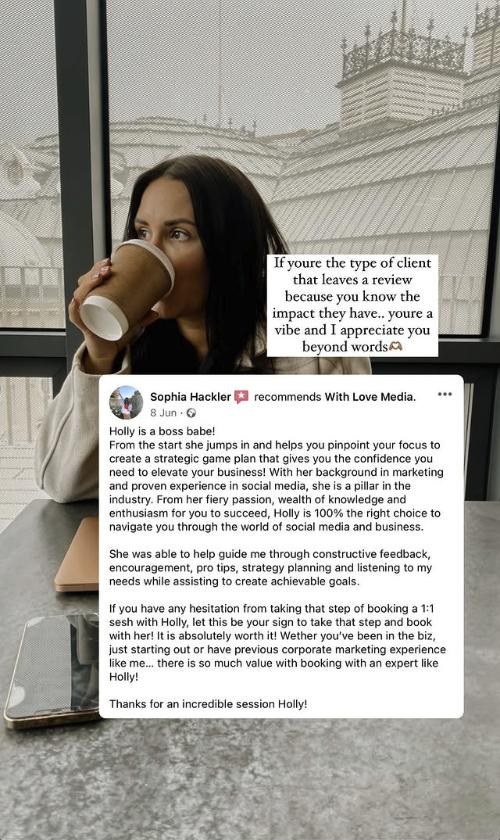 If youre the type of client
that leaves a review
because you know the
impact they have.. youre a
vibe and I appreciate you
beyond words🫶🏽
Sophia Hackler recommends With Love Media.
8 Jun ·
Holly is a boss babe!
From the start she jumps in and helps you pinpoint your focus to
create a strategic game plan that gives you the confidence you
need to elevate your business! With her background in marketing
and proven experience in social media, she is a pillar in the
industry. From her fiery passion, wealth of knowledge and
enthusiasm for you to succeed, Holly is 100% the right choice to
navigate you through the world of social media and business.
She was able to help guide me through constructive feedback,
encouragement, pro tips, strategy planning and listening to my
needs while assisting to create achievable goals.
If you have any hesitation from taking that step of booking a 1:1
sesh with Holly, let this be your sign to take that step and book
with her! It is absolutely worth it! Wether you've been in the biz,
just starting out or have previous corporate marketing experience
like me... there is so much value with booking with an expert like
Holly!
Thanks for an incredible session Holly!